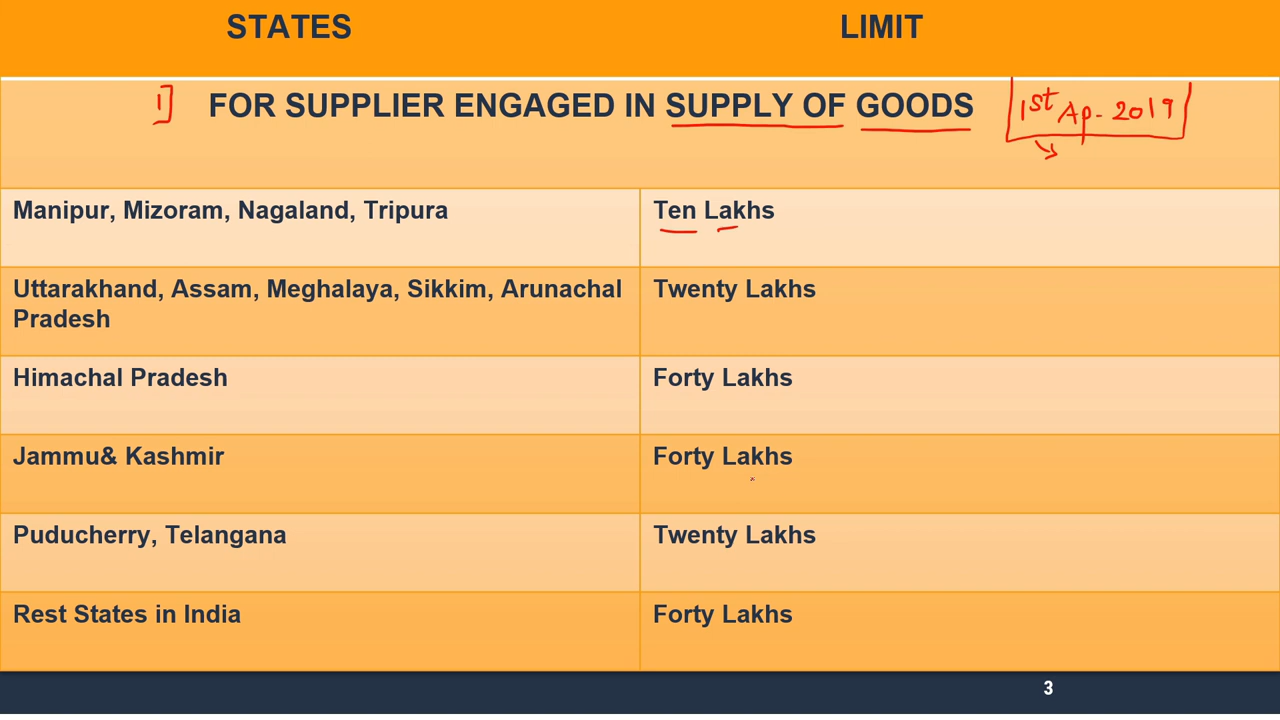 STATES LIMIT
1] FOR SUPPLIER ENGAGED IN SUPPLY OF GOODS 1st Ap. 2019
Manipur, Mizoram, Nagaland, Tripura Ten Lakhs
Uttarakhand, Assam, Meghalaya, Sikkim, Arunachal Twenty Lakhs
Pradesh
Himachal Pradesh Forty Lakhs
Jammu& Kashmir Forty Lakhs
Puducherry, Telangana Twenty Lakhs
Rest States in India Forty Lakhs
3